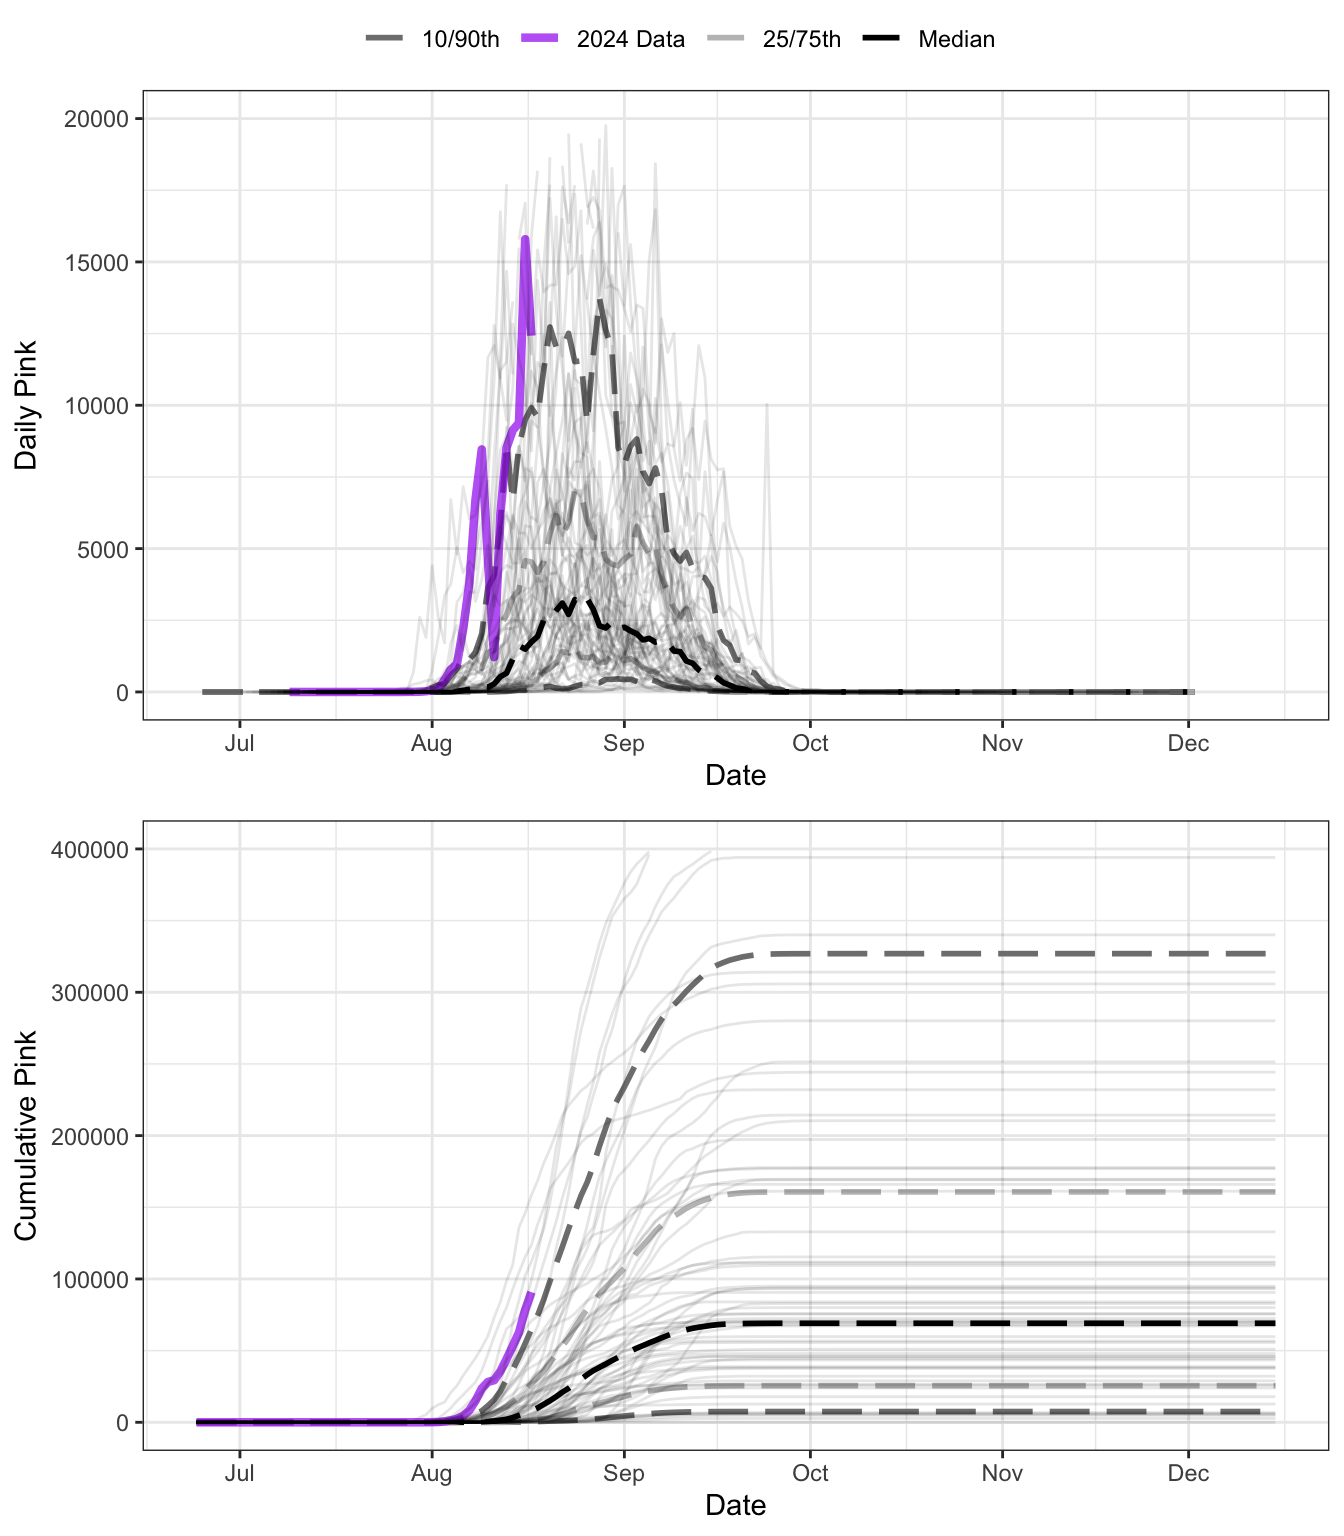 10/90th 2024 Data 25/75th Median
20000
15000
10000
5000
0
Daily Pink
Jul Aug Sep Oct Nov Dec
Date
400000
300000
200000
100000
0
Cumulative Pink
Jul Aug Sep Oct Nov Dec
Date